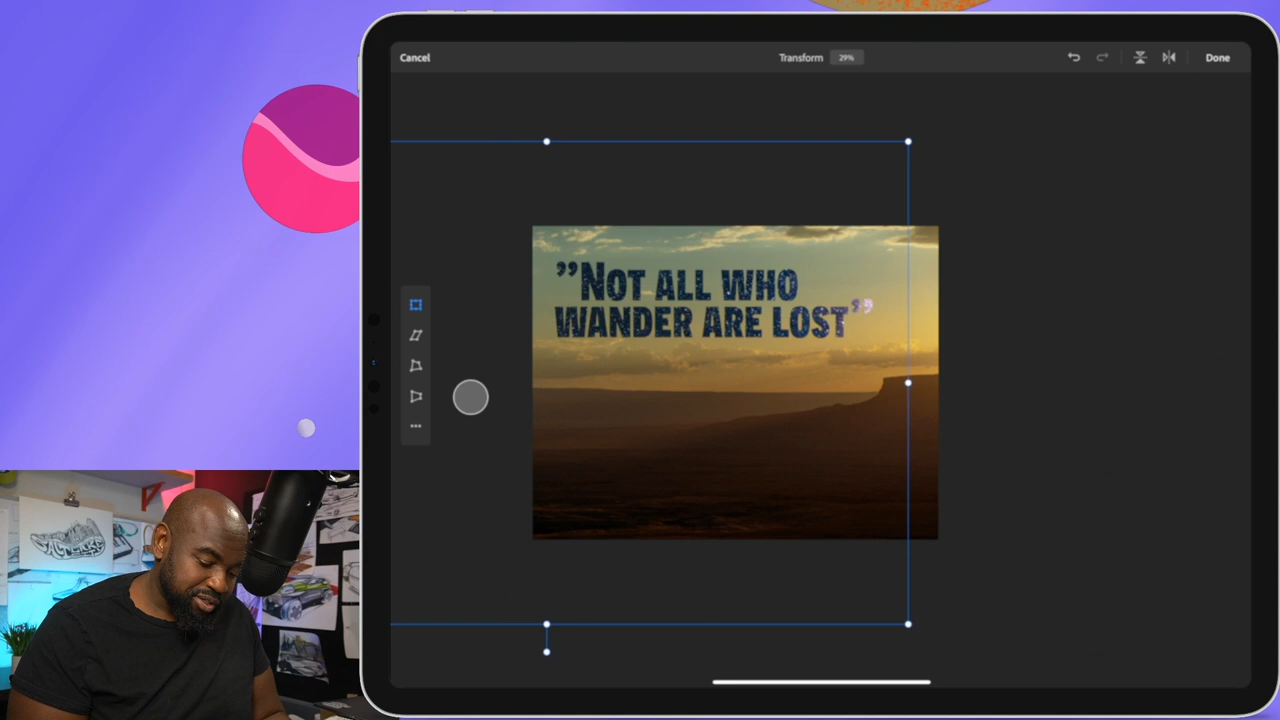 Cancel
Transform 29%
Done
”Not all who
wander are lost”